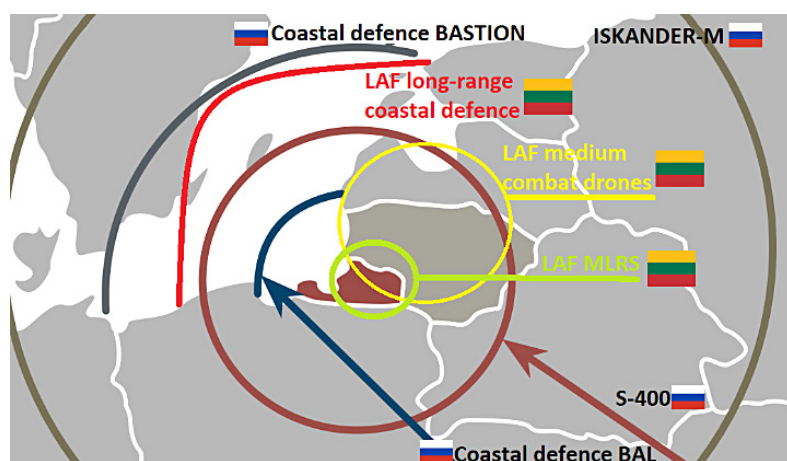 Coastal defence BASTION
ISKANDER-M
LAF long-range
coastal defence
LAF medium
combat drones
LAF MLRS
S-400
Coastal defence BAL